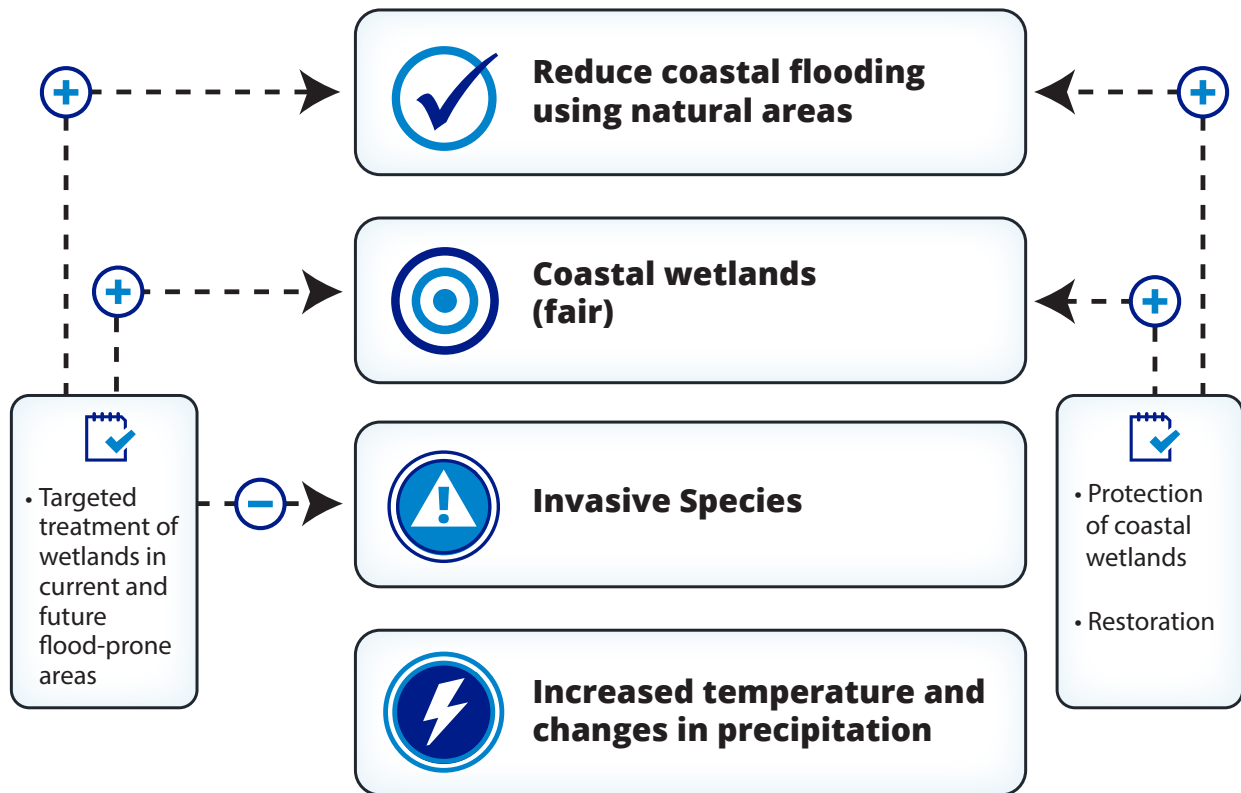 Reduce coastal flooding
using natural areas
Coastal wetlands
(fair)
• Targeted
treatment of
wetlands in
current and
future
flood-prone
areas
Invasive Species
• Protection
of coastal
wetlands
• Restoration
Increased temperature and
changes in precipitation